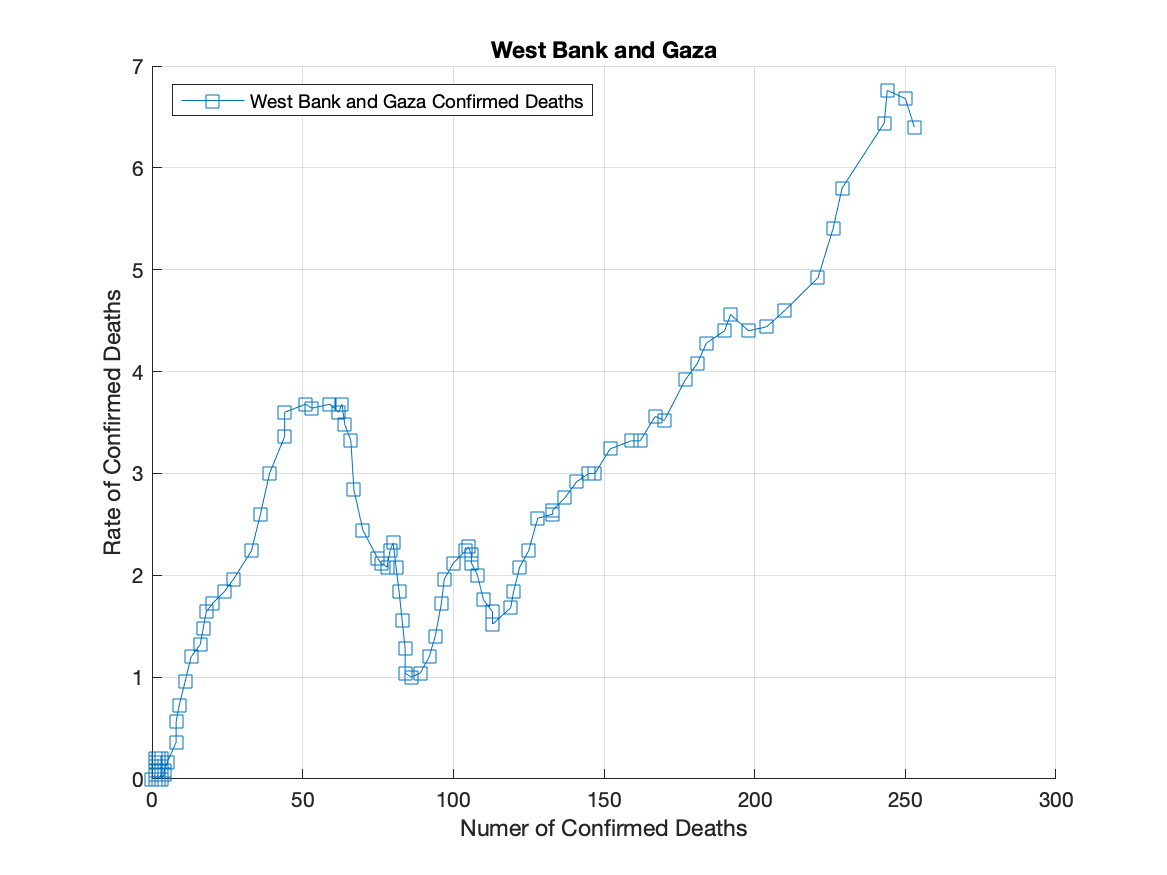 West Bank and Gaza
West Bank and Gaza Confirmed Deaths
Rate of Confirmed Deaths
7
6
5
4
3
2
1
0
0 50 100 150 200 250 300
Numer of Confirmed Deaths